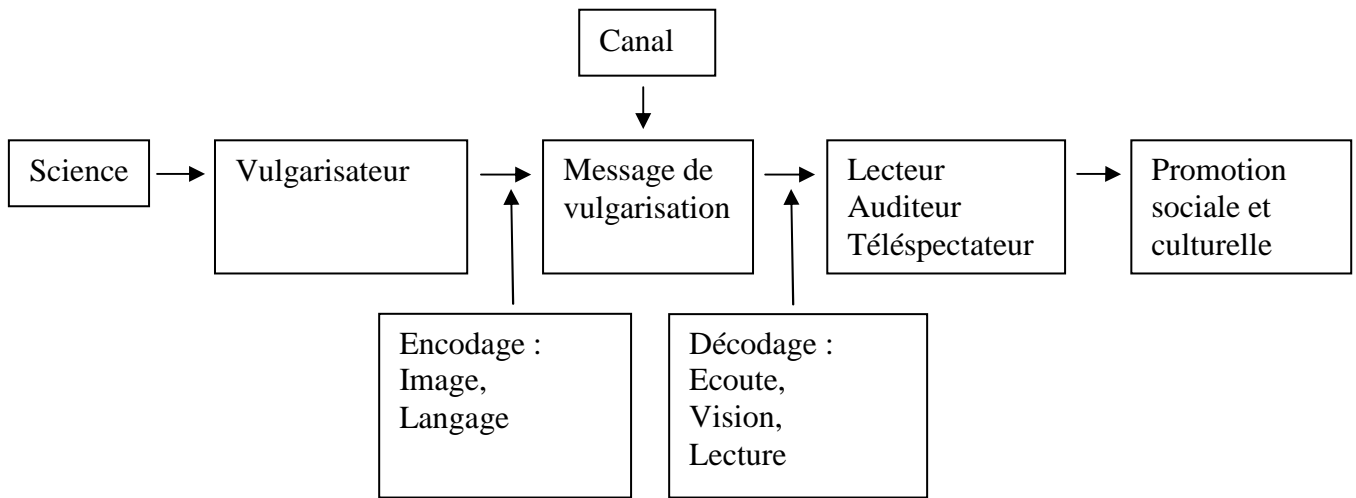 Canal
Science
Vulgarisateur
Message de
vulgarisation
Lecteur
Auditeur
Téléspectateur
Promotion
sociale et
culturelle
Encodage :
Image,
Langage
Décodage :
Ecoute,
Vision,
Lecture